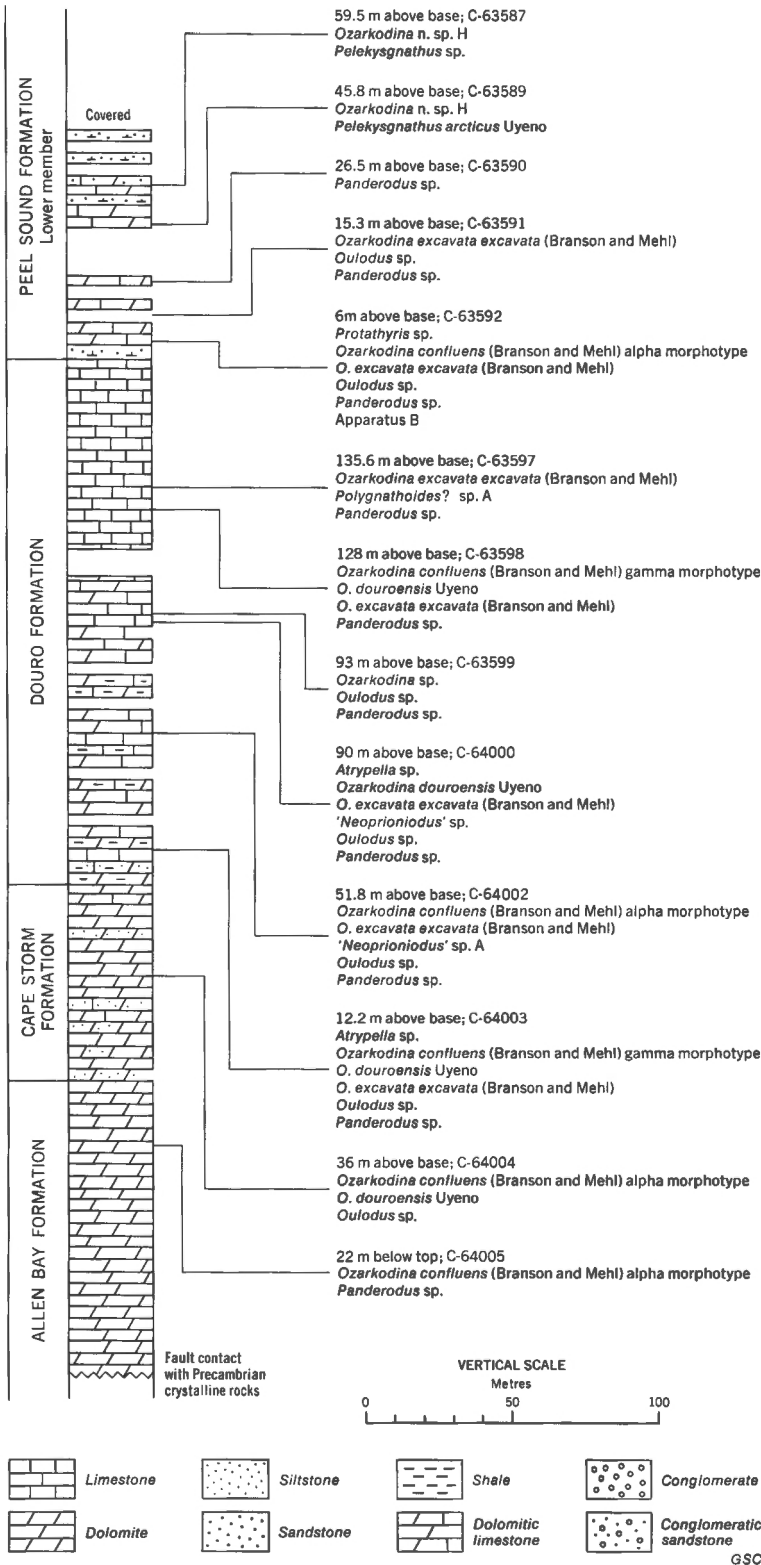 59.5 m above base; C-63587
Ozarkodina n. sp. H
Pelekysgnathus sp.
45.8 m above base; C-63589
Ozarkodina n. sp. H
Pelekysgnathus arcticus Uyeno
26.5 m above base; C-63590
Panderodus sp.
15.3 m above base; C-63591
Ozarkodina excavata excavata (Branson and Mehl)
Oulodus sp.
Panderodus sp.
6m above base; C-63592
Protathyris sp.
Ozarkodina confluens (Branson and Mehl) alpha morphotype
O. excavata excavata (Branson and Mehl)
Oulodus sp.
Panderodus sp.
Apparatus B
135.6 m above base; C-63597
Ozarkodina excavata excavata (Branson and Mehl)
Polygnathoides? sp. A
Panderodus sp.
128 m above base; C-63598
Ozarkodina confluens (Branson and Mehl) gamma morphotype
O. douroensis Uyeno
O. excavata excavata (Branson and Mehl)
Panderodus sp.
93 m above base; C-63599
Ozarkodina sp.
Oulodus sp.
Panderodus sp.
90 m above base; C-64000
Atrypella sp.
Ozarkodina douroensis Uyeno
O. excavata excavata (Branson and Mehl)
'Neoprioniodus' sp.
Oulodus sp.
Panderodus sp.
51.8 m above base; C-64002
Ozarkodina confluens (Branson and Mehl) alpha morphotype
O. excavata excavata (Branson and Mehl)
'Neoprioniodus' sp. A
Oulodus sp.
Panderodus sp.
12.2 m above base; C-64003
Atrypella sp.
Ozarkodina confluens (Branson and Mehl) gamma morphotype
O. douroensis Uyeno
O. excavata excavata (Branson and Mehl)
Oulodus sp.
Panderodus sp.
36 m above base; C-64004
Ozarkodina confluens (Branson and Mehl) alpha morphotype
O. douroensis Uyeno
Oulodus sp.
22 m below top; C-64005
Ozarkodina confluens (Branson and Mehl) alpha morphotype
Panderodus sp.
PEEL SOUND FORMATION
Lower member
Covered
DOURO FORMATION
CAPE STORM
FORMATION
ALLEN BAY FORMATION
Fault contact
with Precambrian
crystalline rocks
VERTICAL SCALE
Metres
0 50 100
Limestone
Siltstone
Shale
Conglomerate
Dolomite
Sandstone
Dolomitic
limestone
Conglomeratic
sandstone
GSC